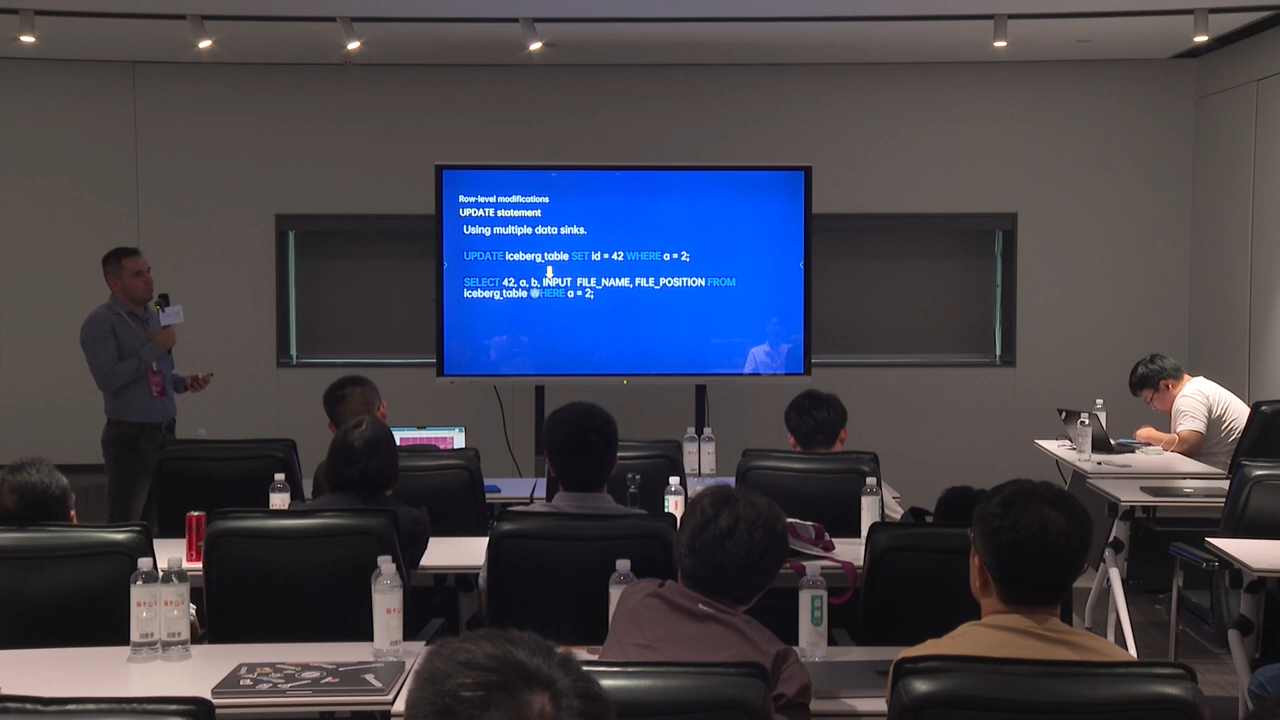 Row-level modifications
UPDATE statement
Using multiple data sinks.
UPDATE iceberg_table SET id = 42 WHERE a = 2;
SELECT 42, a, b, INPUT_FILE_NAME, FILE_POSITION FROM
iceberg_table WHERE a = 2;